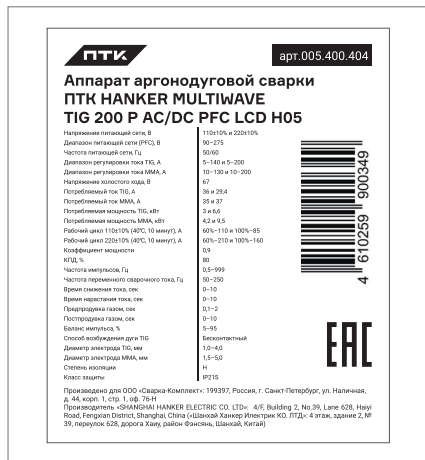 ПТК
арт.005.400.404
Аппарат аргонодуговой сварки
ПТК HANKER MULTIWAVE
TIG 200 P AC/DC PFC LCD H05
Напряжение питающей сети, В 110±10% и 220±10%
Диапазон питающей сети (PFC), В 90–275
Частота питающей сети, Гц 50/60
Диапазон регулировки тока TIG, А 5–140 и 5–200
Диапазон регулировки тока MMA, А 10–130 и 10–200
Напряжение холостого хода, В 67
Потребляемый ток TIG, А 36 и 29,4
Потребляемый ток MMA, А 35 и 37
Потребляемая мощность TIG, кВт 3 и 6,6
Потребляемая мощность MMA, кВт 4,2 и 9,5
Рабочий цикл 110±10% (40℃, 10 минут), А 60%–110 и 100%–85
Рабочий цикл 220±10% (40℃, 10 минут), А 60%–210 и 100%–160
Коэффициент мощности 0,9
КПД, % 80
Частота импульсов, Гц 0,5–999
Частота переменного сварочного тока, Гц 50–250
Время снижения тока, сек 0–10
Время нарастания тока, сек 0–10
Предпродувка газом, сек 0,1–2
Постпродувка газом, сек 0–10
Баланс импульса, % 5–95
Способ возбуждения дуги TIG Бесконтактный
Диаметр электрода TIG, мм 1,0–4,0
Диаметр электрода MMA, мм 1,5–5,0
Степень изоляции H
Класс защиты IP21S
4 610259 900349
EAC
Произведено для ООО «Сварка-Комплект»: 199397, Россия, г. Санкт-Петербург, ул. Наличная,
д. 44, корп. 1, стр. 1, оф. 76-Н
Производитель «SHANGHAI HANKER ELECTRIC CO. LTD»: 4/F, Building 2, No.39, Lane 628, Haiyi
Road, Fengxian District, Shanghai, China («Шанхай Ханкер Илектрик КО. ЛТД»: 4 этаж, здание 2, №
39, переулок 628, дорога Хаиу, район Фэнсянь, Шанхай, Китай)